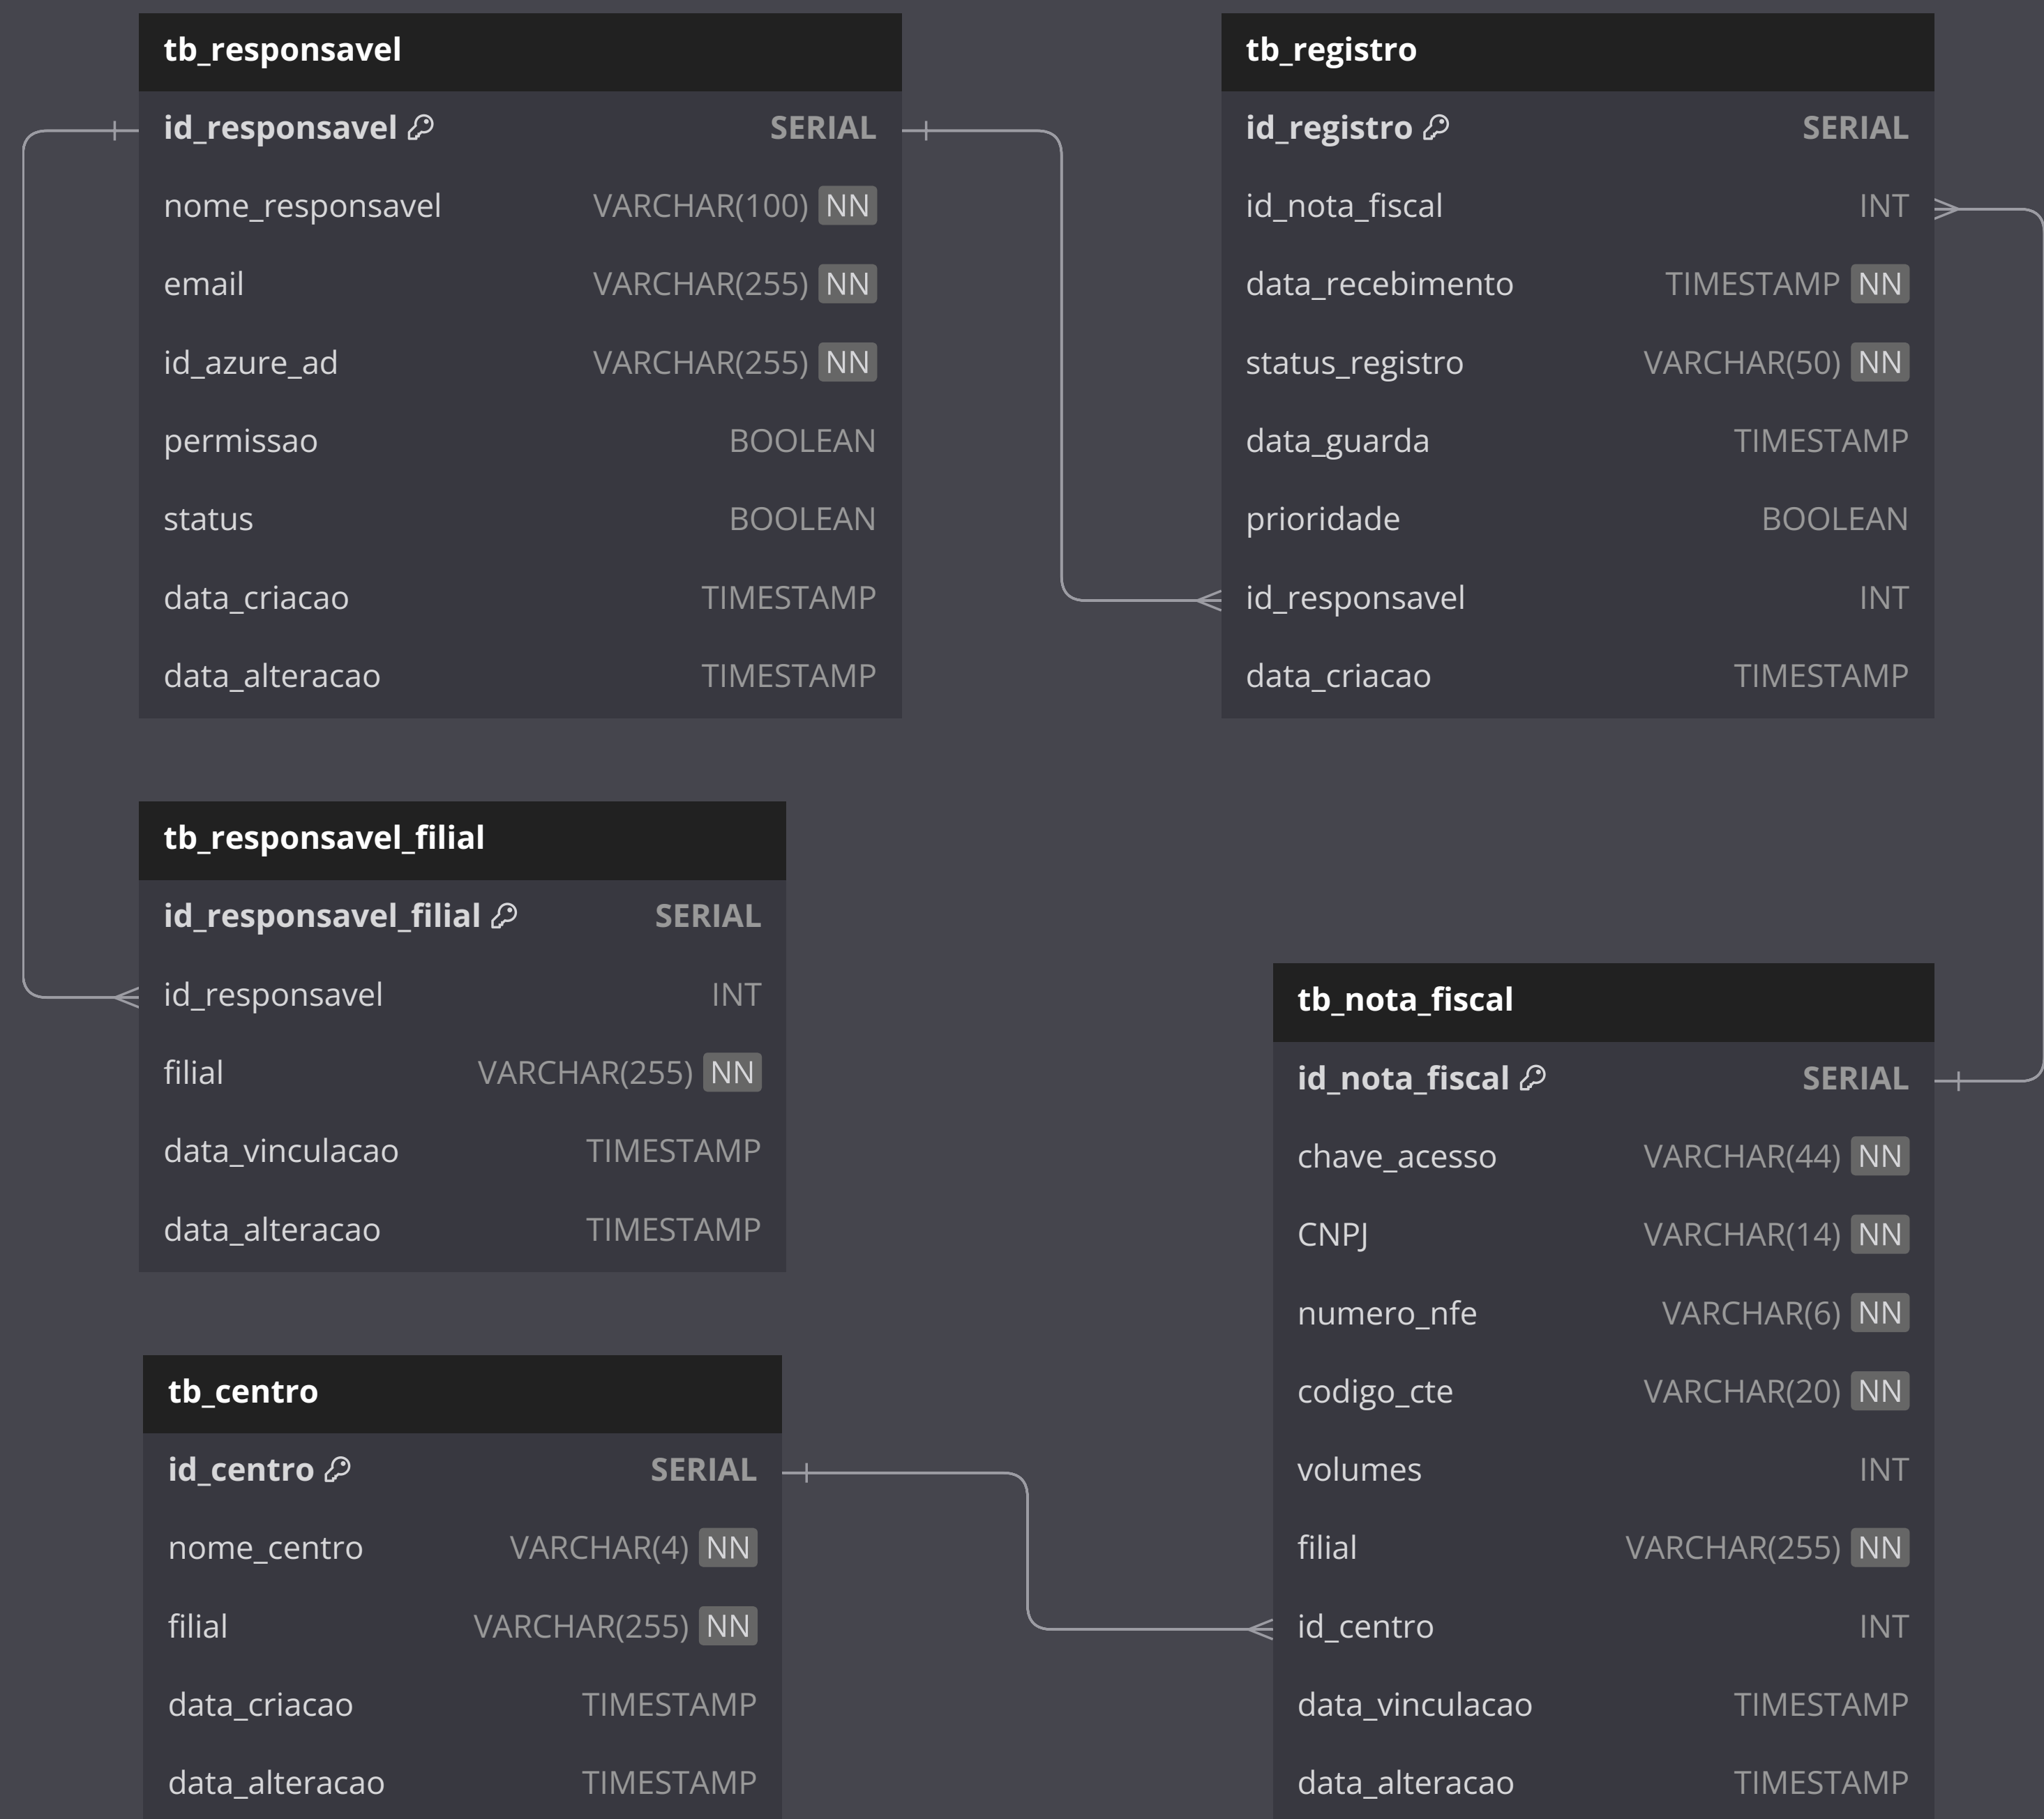 tb_responsavel
id_responsavel SERIAL
nome_responsavel VARCHAR(100) NN
email VARCHAR(255) NN
id_azure_ad VARCHAR(255) NN
permissao BOOLEAN
status BOOLEAN
data_criacao TIMESTAMP
data_alteracao TIMESTAMP
tb_registro
id_registro SERIAL
id_nota_fiscal INT
data_recebimento TIMESTAMP NN
status_registro VARCHAR(50) NN
data_guarda TIMESTAMP
prioridade BOOLEAN
id_responsavel INT
data_criacao TIMESTAMP
tb_responsavel_filial
id_responsavel_filial SERIAL
id_responsavel INT
filial VARCHAR(255) NN
data_vinculacao TIMESTAMP
data_alteracao TIMESTAMP
tb_nota_fiscal
id_nota_fiscal SERIAL
chave_acesso VARCHAR(44) NN
CNPJ VARCHAR(14) NN
numero_nfe VARCHAR(6) NN
codigo_cte VARCHAR(20) NN
volumes INT
filial VARCHAR(255) NN
id_centro INT
data_vinculacao TIMESTAMP
data_alteracao TIMESTAMP
tb_centro
id_centro SERIAL
nome_centro VARCHAR(4) NN
filial VARCHAR(255) NN
data_criacao TIMESTAMP
data_alteracao TIMESTAMP